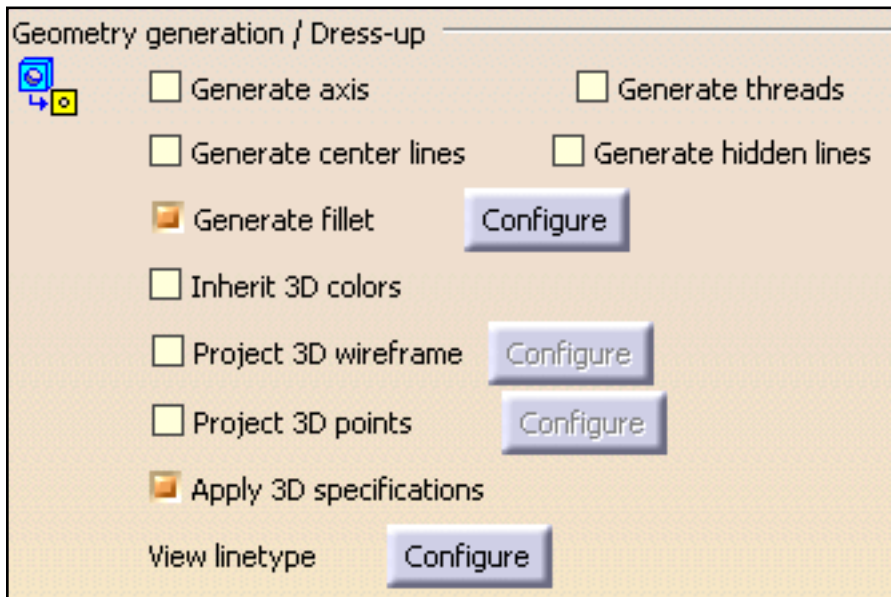 Geometry generation / Dress-up
Generate axis Generate threads
Generate center lines Generate hidden lines
Generate fillet Configure
Inherit 3D colors
Project 3D wireframe Configure
Project 3D points Configure
Apply 3D specifications
View linetype Configure